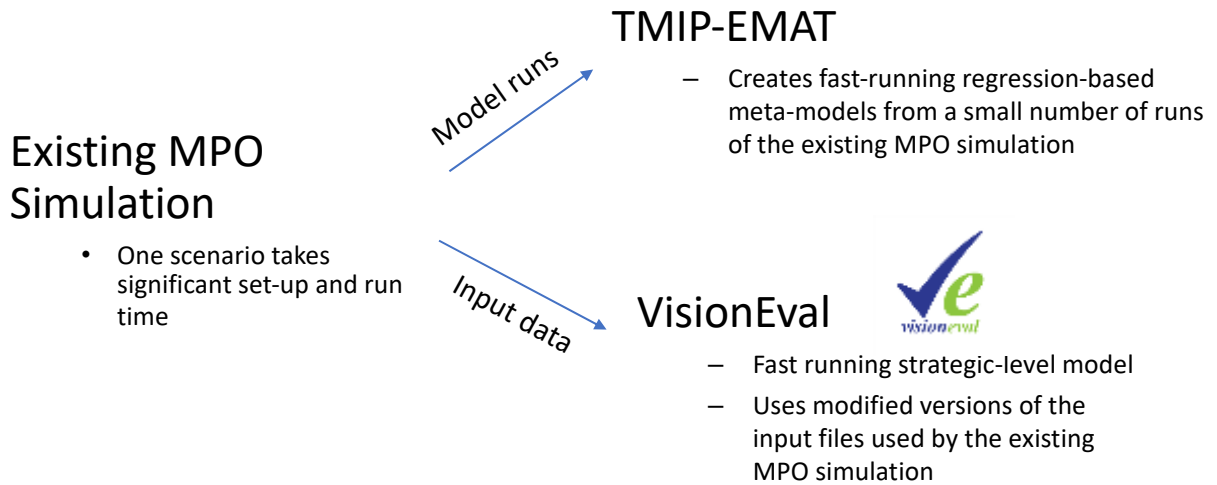 TMIP-EMAT
– Creates fast-running regression-based
meta-models from a small number of runs
of the existing MPO simulation
Model runs
Existing MPO
Simulation
• One scenario takes
significant set-up and run
time
Input data
VisionEval
visioneval
– Fast running strategic-level model
– Uses modified versions of the
input files used by the existing
MPO simulation